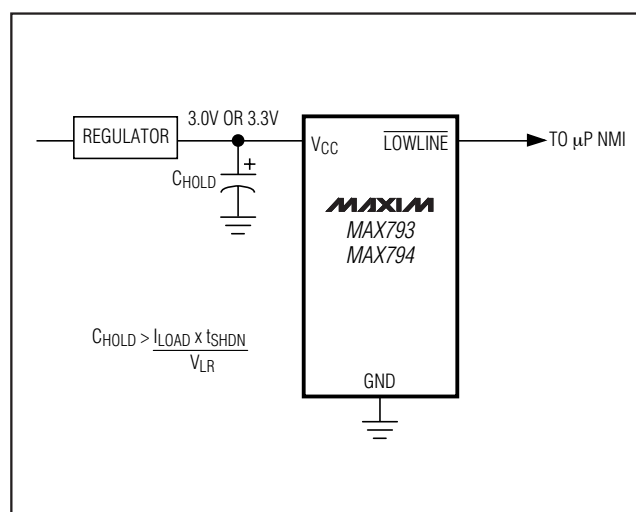 REGULATOR
3.0V OR 3.3V
+
CHOLD
VCC
LOWLINE
TO μP NMI
MAXIM
MAX793
MAX794
CHOLD > ILOAD x tSHDN
VLR
GND